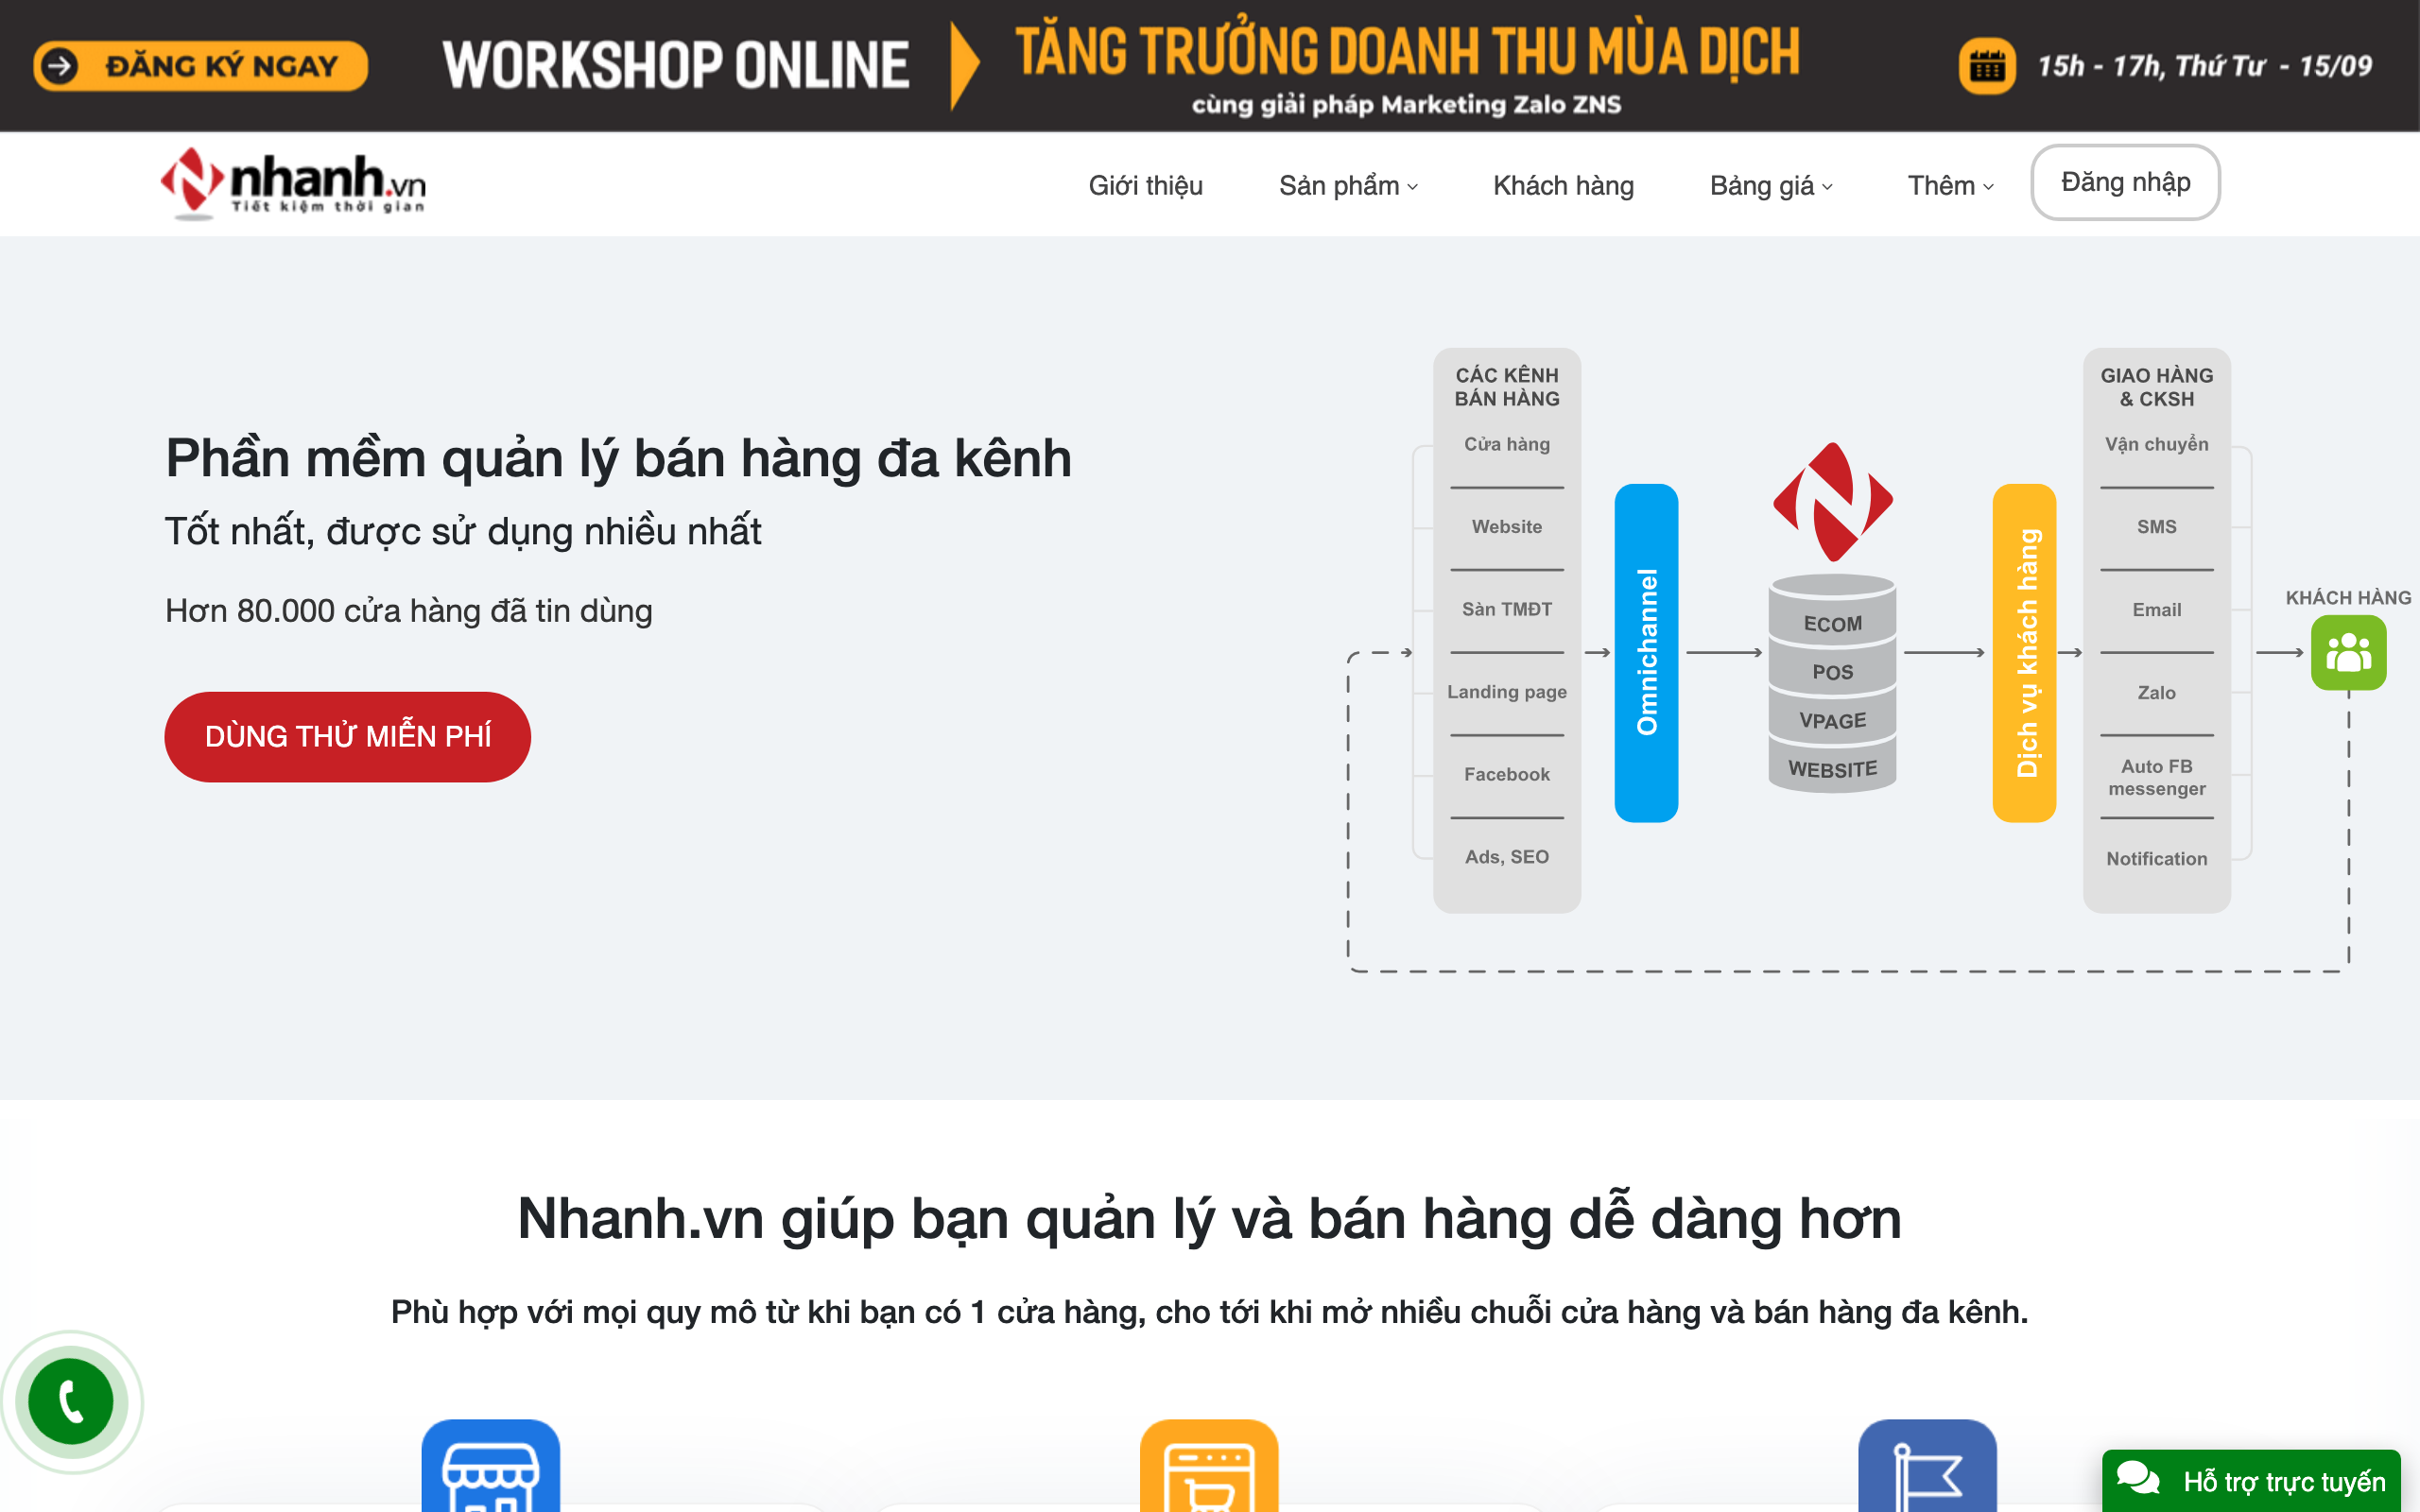 ĐĂNG KÝ NGAY
WORKSHOP ONLINE
TĂNG TRƯỞNG DOANH THU MÙA DỊCH
cùng giải pháp Marketing Zalo ZNS
15h - 17h, Thứ Tư - 15/09
nhanh.vn
Tiết kiệm thời gian
Giới thiệu
Sản phẩm
Khách hàng
Bảng giá
Thêm
Đăng nhập
Phần mềm quản lý bán hàng đa kênh
Tốt nhất, được sử dụng nhiều nhất
Hơn 80.000 cửa hàng đã tin dùng
DÙNG THỬ MIỄN PHÍ
CÁC KÊNH
BÁN HÀNG
Cửa hàng
Website
Sàn TMĐT
Landing page
Facebook
Ads, SEO
Omnichannel
ECOM
POS
VPAGE
WEBSITE
Dịch vụ khách hàng
GIAO HÀNG
& CKSH
Vận chuyển
SMS
Email
Zalo
Auto FB
messenger
Notification
KHÁCH HÀNG
Nhanh.vn giúp bạn quản lý và bán hàng dễ dàng hơn
Phù hợp với mọi quy mô từ khi bạn có 1 cửa hàng, cho tới khi mở nhiều chuỗi cửa hàng và bán hàng đa kênh.
Hỗ trợ trực tuyến